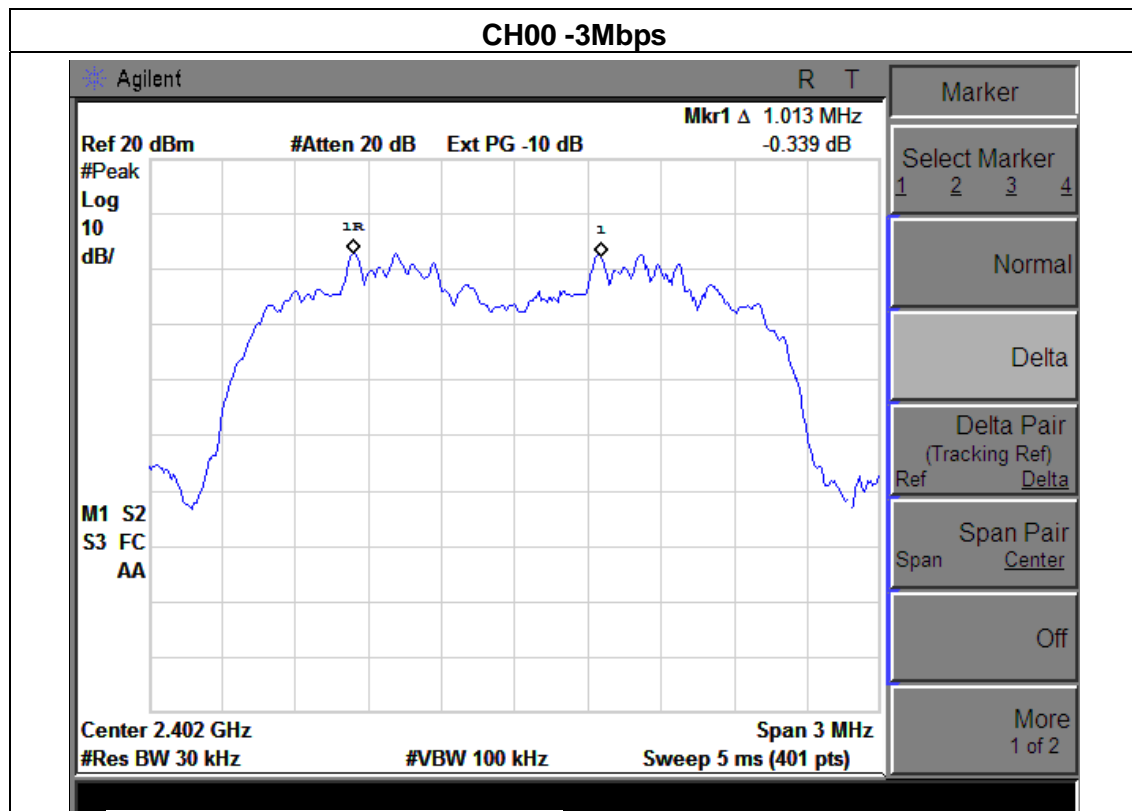 CH00 -3Mbps
Agilent R T
Mkr1 Δ 1.013 MHz
Ref 20 dBm #Atten 20 dB Ext PG -10 dB -0.339 dB
#Peak
Log
10
dB/
1R
1
M1 S2
S3 FC
AA
Center 2.402 GHz Span 3 MHz
#Res BW 30 kHz #VBW 100 kHz Sweep 5 ms (401 pts)
Marker
Select Marker
1 2 3 4
Normal
Delta
Delta Pair
(Tracking Ref)
Ref Delta
Span Pair
Span Center
Off
More
1 of 2